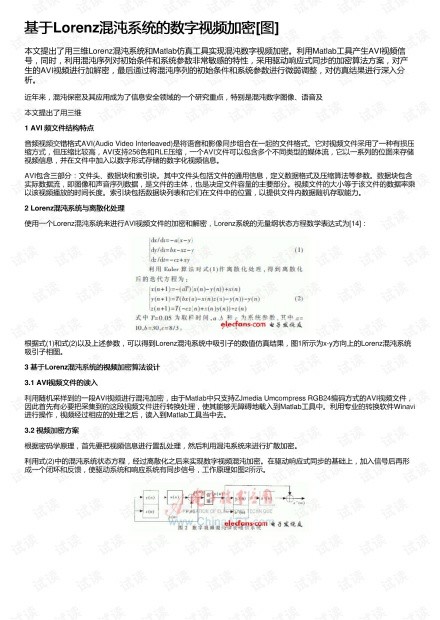 基于Lorenz混沌系统的数字视频加密[图]
本文提出了用三维Lorenz混沌系统和Matlab仿真工具实现混沌数字视频加密。利用Matlab工具产生AVI视频信
号，同时，利用混沌序列对初始条件和系统参数非常敏感的特性，采用驱动响应式同步的加密算法方案，对产
生的AVI视频进行加解密，最后通过将混沌序列的初始条件和系统参数进行微弱调整，对仿真结果进行深入分
析。
近年来，混沌保密及其应用成为了信息安全领域的一个研究重点，特别是混沌数字图像、语音及
本文提出了用三维
1 AVI 频文件结构特点
音频视频交错格式AVI(Audio Video Interleaved)是将语音和影像同步组合在一起的文件格式。它对视频文件采用了一种有损压
缩方式，但压缩比较高，AVI支持256色和RLE压缩，一个AVI文件可以包含多个不同类型的媒体流，它以一系列的位图来存储
视频信息，并在文件中加入以数字形式存储的数字化视频信息。
AVI包含三部分：文件头、数据块和索引块。其中文件头包括文件的通用信息，定义数据格式及压缩算法等参数。数据块包含
实际数据流，即图像和声音序列数据，是文件的主体，也是决定文件容量的主要部分。视频文件的大小等于该文件的数据率乘
以该视频播放的时间长度。索引块包括数据块列表和它们在文件中的位置，以提供文件内数据随机存取能力。
2 Lorenz混沌系统与离散化处理
使用一个Lorenz混沌系统来进行AVI视频文件的加密和解密，Lorenz系统的无量纲状态方程数学表达式为[14]：
dx/dt=-a(x-y)
dy/dt=bx-xz-y (1)
dz/dt=-cz+xy
利用 Euler 算法对式(1)作离散化处理，得到离散化
后的迭代方程为：
x(n+1)=-(aT)(x(n)-y(n))+x(n)
y(n+1)=T(bx(n)-x(n)z(n)-y(n))+y(n) (2)
z(n+1)=T(-cz(n)+x(n)y(n))+z(n)
式中 T=0.05 为取样时间，a、b 和 c 为系统参数，其中 a=
10,b=30,c=8/3。 elecfans.com 电子发烧友
根据式(1)和式(2)以及上述参数，可以得到Lorenz混沌系统中吸引子的数值仿真结果，图1所示为x-y方向上的Lorenz混沌系统
吸引子相图。
3 基于Lorenz混沌系统的视频加密算法设计
3.1 AVI视频文件的读入
利用随机采样到的一段AVI视频进行混沌加密，由于Matlab中只支持ZJmedia Umcopress RGB24编码方式的AVI视频文件，
因此首先有必要把采集到的这段视频文件进行转换处理，使其能够无障碍地载入到Matlab工具中。利用专业的转换软件Winavi
进行操作，视频经过相应的处理之后，读入到Matlab工具当中去。
3.2 视频加密方案
根据密码学原理，首先要把视频信息进行置乱处理，然后利用混沌系统来进行扩散加密。
利用式(2)中的混沌系统状态方程，经过离散化之后来实现数字视频混沌加密。在驱动响应式同步的基础上，加入信号后再形
成一个闭环和反馈，使驱动系统和响应系统有同步信号，工作原理如图2所示。
elecfans.com 电子发烧友